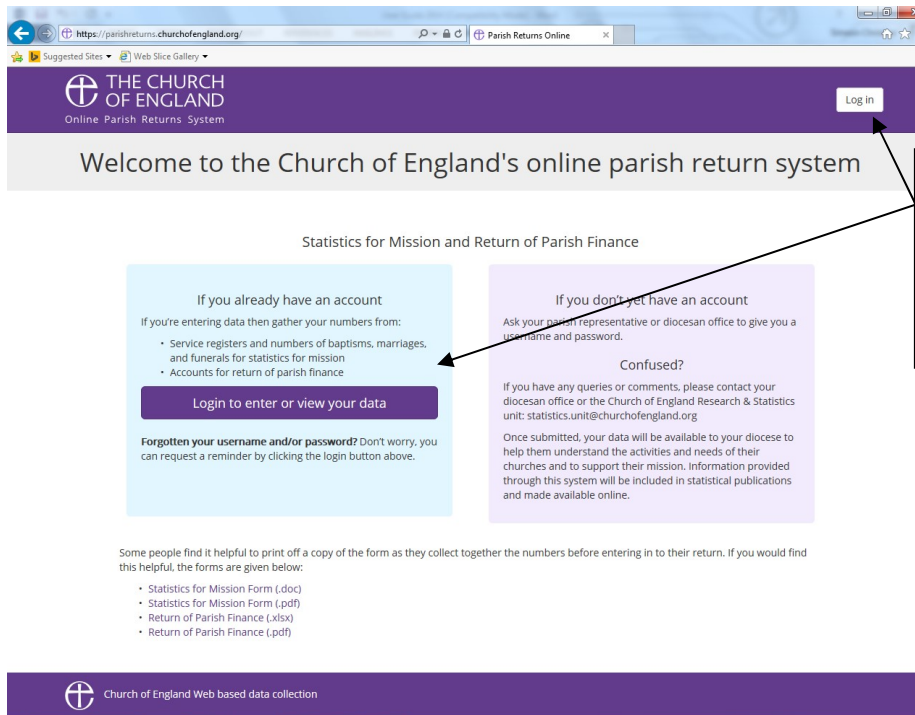 https://parishreturns.churchofengland.org/
Parish Returns Online
Suggested Sites
Web Slice Gallery
THE CHURCH
OF ENGLAND
Online Parish Returns System
Log in
Welcome to the Church of England's online parish return system
Statistics for Mission and Return of Parish Finance
If you already have an account
If you're entering data then gather your numbers from:
• Service registers and numbers of baptisms, marriages,
and funerals for statistics for mission
• Accounts for return of parish finance
Login to enter or view your data
Forgotten your username and/or password? Don't worry, you
can request a reminder by clicking the login button above.
If you don't yet have an account
Ask your parish representative or diocesan office to give you a
username and password.
Confused?
If you have any queries or comments, please contact your
diocesan office or the Church of England Research & Statistics
unit: statistics.unit@churchofengland.org
Once submitted, your data will be available to your diocese to
help them understand the activities and needs of their
churches and to support their mission. Information provided
through this system will be included in statistical publications
and made available online.
Some people find it helpful to print off a copy of the form as they collect together the numbers before entering in to their return. If you would find
this helpful, the forms are given below:
• Statistics for Mission Form (.doc)
• Statistics for Mission Form (.pdf)
• Return of Parish Finance (.xlsx)
• Return of Parish Finance (.pdf)
Church of England Web based data collection